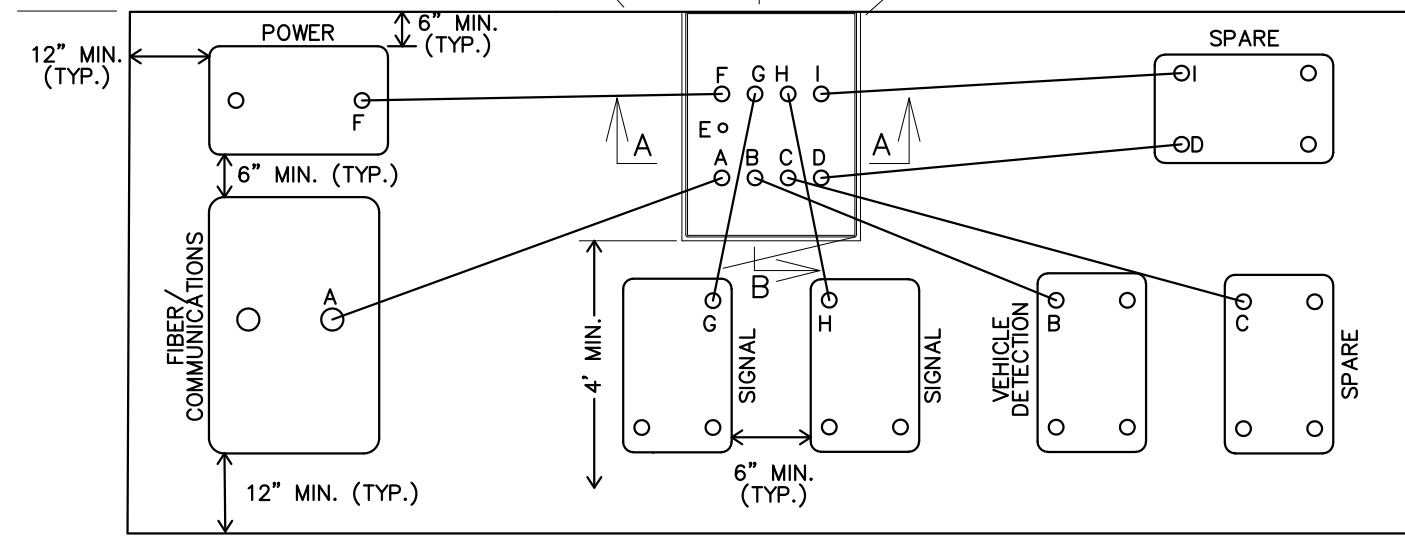 POWER
6” MIN.
(TYP.)
12” MIN.
(TYP.)
SPARE
F
F G H I
I
E
A
A
D
A B C D
6” MIN. (TYP.)
FIBER/
COMMUNICATIONS
A
B
G
H
B
C
4' MIN.
SIGNAL
SIGNAL
VEHICLE
DETECTION
SPARE
6” MIN.
(TYP.)
12” MIN. (TYP.)